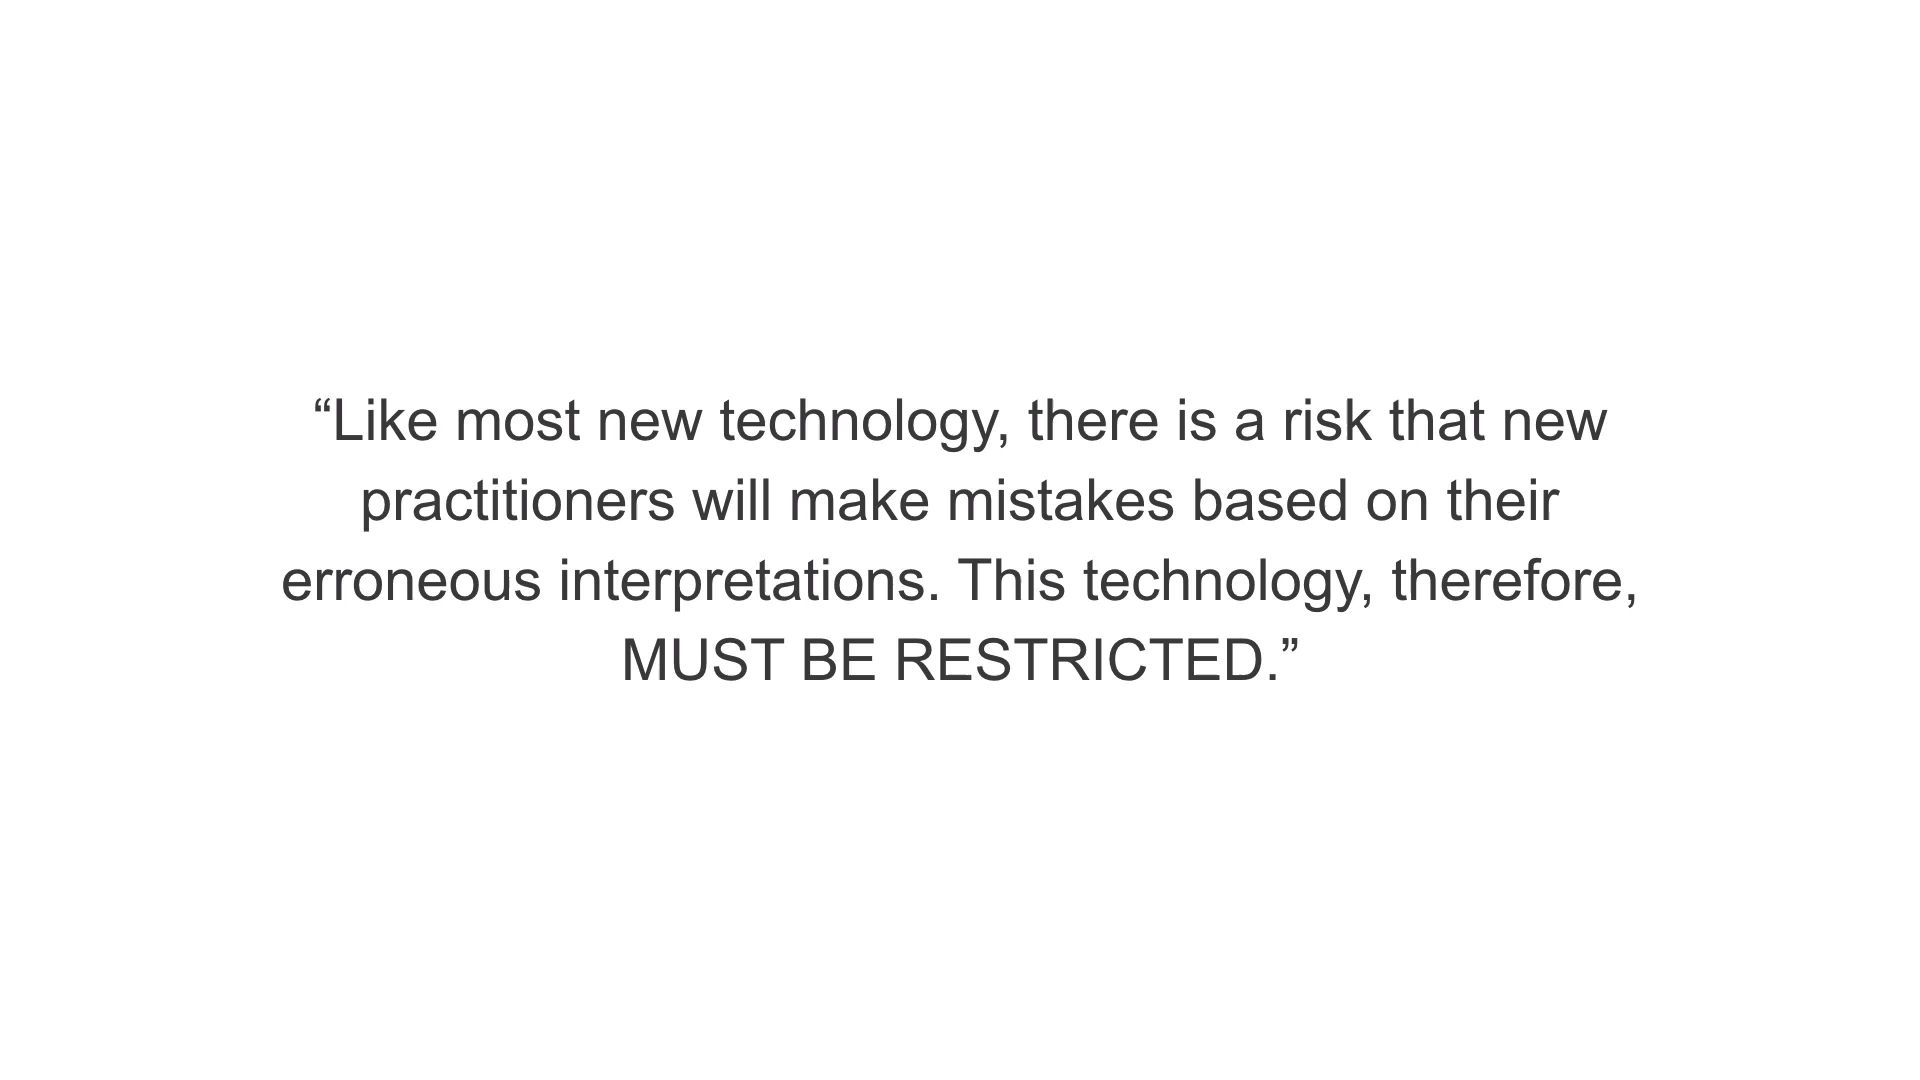 “Like most new technology, there is a risk that new
practitioners will make mistakes based on their
erroneous interpretations. This technology, therefore,
MUST BE RESTRICTED.”